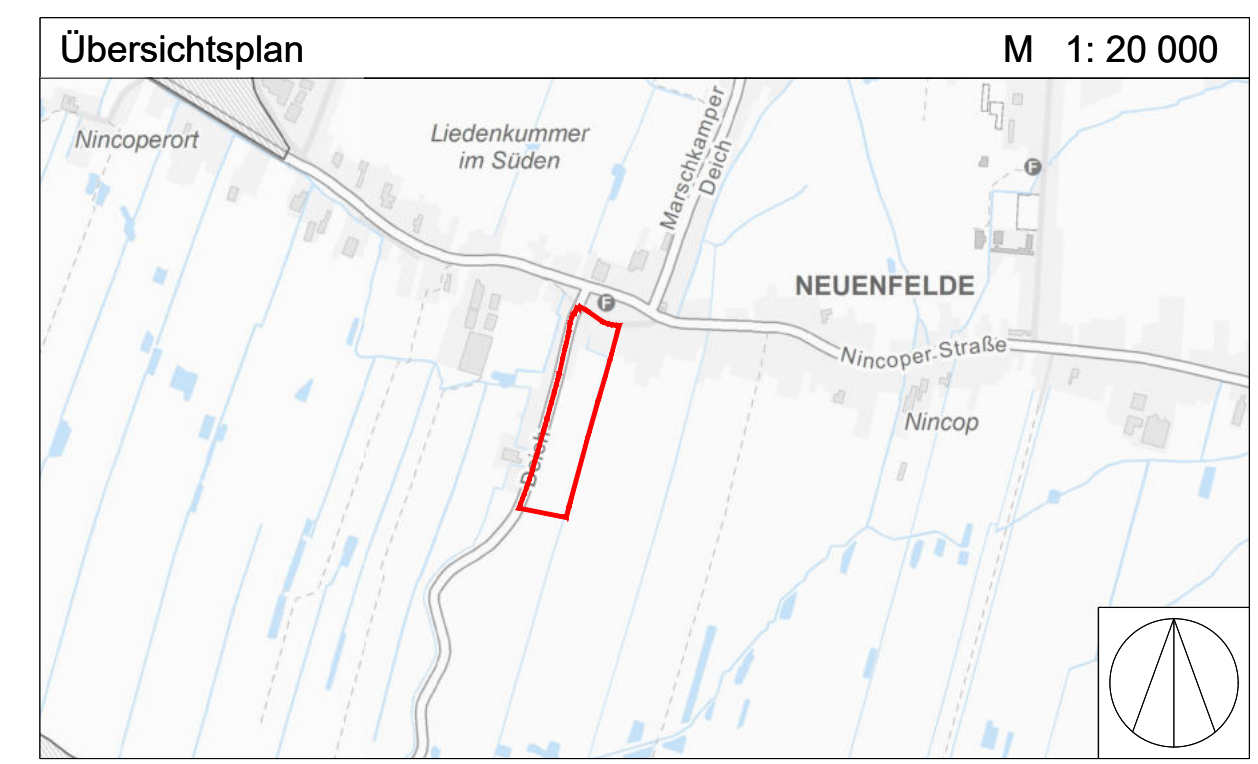 Übersichtsplan M 1: 20 000
Nincoperort
Liedenkummer
im Süden
Marschkamper
Deich
F
NEUENFELDE
F
Nincoper Straße
Nincop
Deich